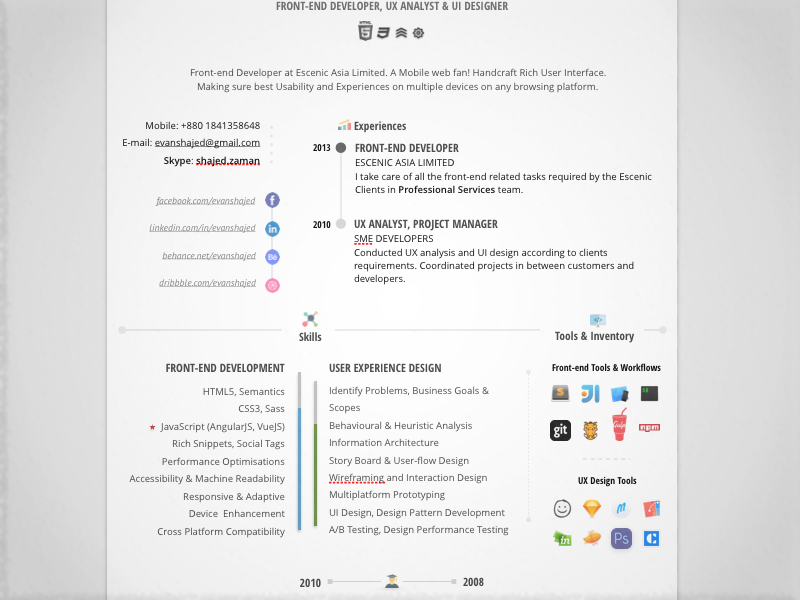 FRONT-END DEVELOPER, UX ANALYST & UI DESIGNER
HTML
Front-end Developer at Escenic Asia Limited. A Mobile web fan! Handcraft Rich User Interface.
Making sure best Usability and Experiences on multiple devices on any browsing platform.
Mobile: +880 1841358648
E-mail: evanshajed@gmail.com
Skype: shajed.zaman
facebook.com/evanshajed
linkedin.com/in/evanshajed
behance.net/evanshajed
dribbble.com/evanshajed
Experiences
2013
FRONT-END DEVELOPER
ESCENIC ASIA LIMITED
I take care of all the front-end related tasks required by the Escenic
Clients in Professional Services team.
2010
UX ANALYST, PROJECT MANAGER
SME DEVELOPERS
Conducted UX analysis and UI design according to clients
requirements. Coordinated projects in between customers and
developers.
Skills
Tools & Inventory
FRONT-END DEVELOPMENT
HTML5, Semantics
CSS3, Sass
JavaScript (AngularJS, VueJS)
Rich Snippets, Social Tags
Performance Optimisations
Accessibility & Machine Readability
Responsive & Adaptive
Device Enhancement
Cross Platform Compatibility
USER EXPERIENCE DESIGN
Identify Problems, Business Goals &
Scopes
Behavioural & Heuristic Analysis
Information Architecture
Story Board & User-flow Design
Wireframing and Interaction Design
Multiplatform Prototyping
UI Design, Design Pattern Development
A/B Testing, Design Performance Testing
Front-end Tools & Workflows
git
Gulp
npm
UX Design Tools
in
Ps
2010
2008